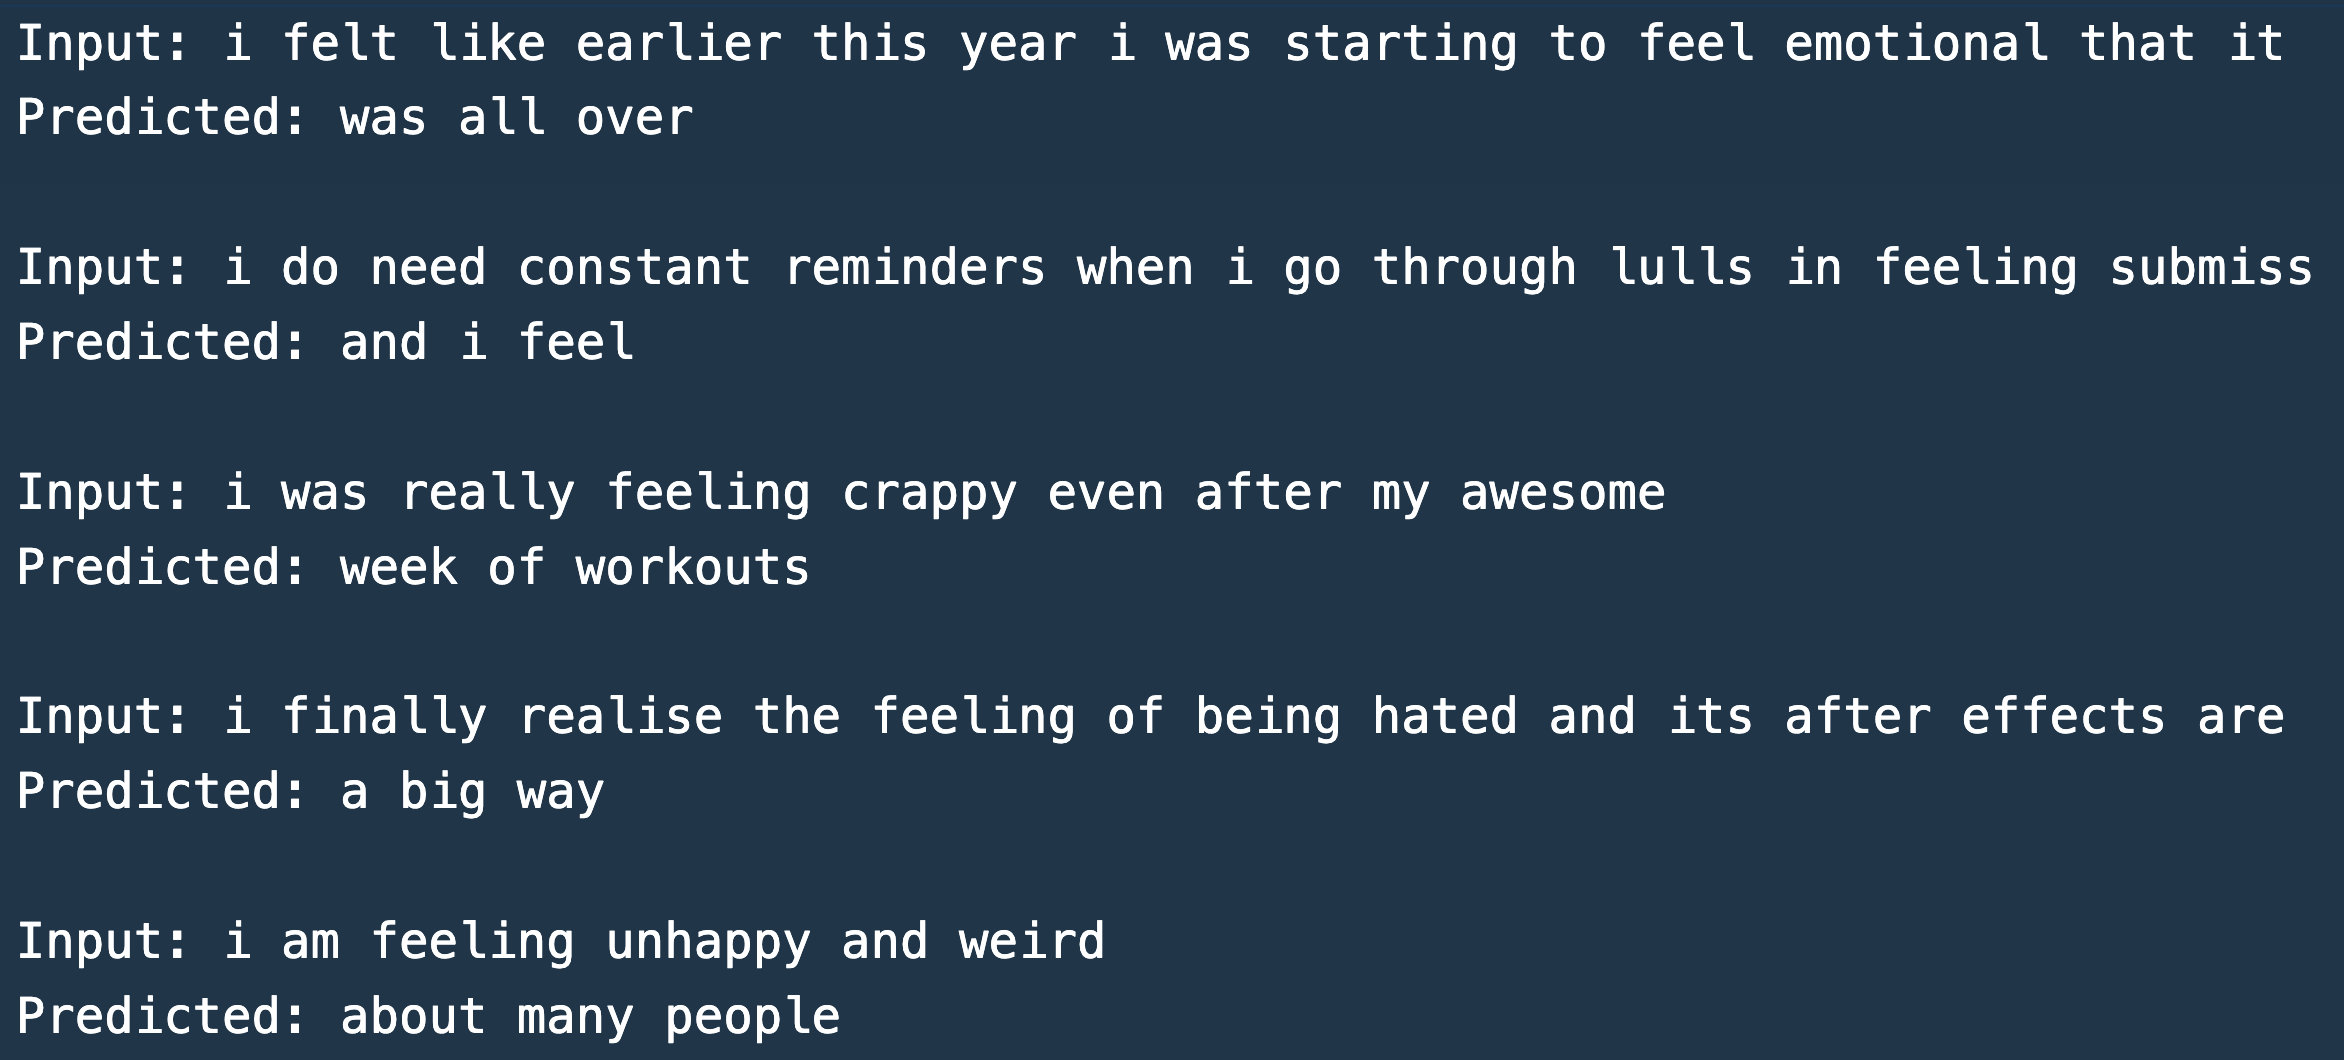 Input: i felt like earlier this year i was starting to feel emotional that it
Predicted: was all over
Input: i do need constant reminders when i go through lulls in feeling submiss
Predicted: and i feel
Input: i was really feeling crappy even after my awesome
Predicted: week of workouts
Input: i finally realise the feeling of being hated and its after effects are
Predicted: a big way
Input: i am feeling unhappy and weird
Predicted: about many people